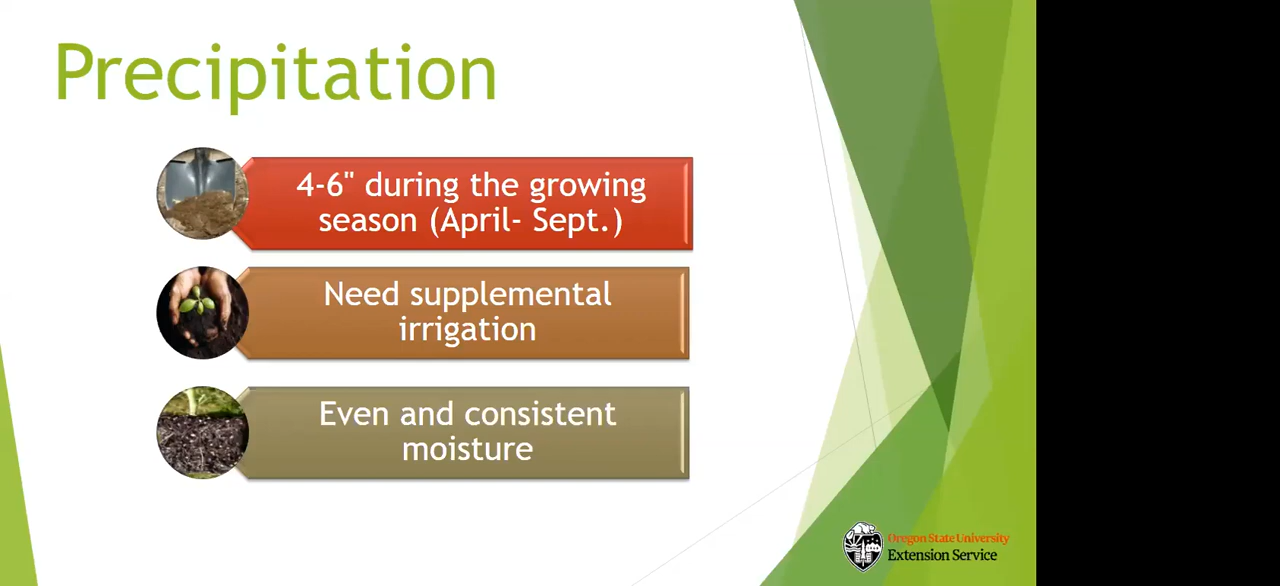 Precipitation
4-6" during the growing
season (April- Sept.)
Need supplemental
irrigation
Even and consistent
moisture
Oregon State University
Extension Service